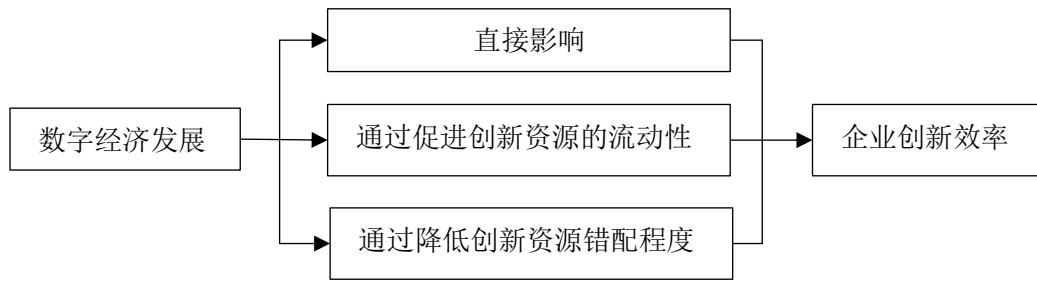 直接影响
数字经济发展
通过促进创新资源的流动性
企业创新效率
通过降低创新资源错配程度